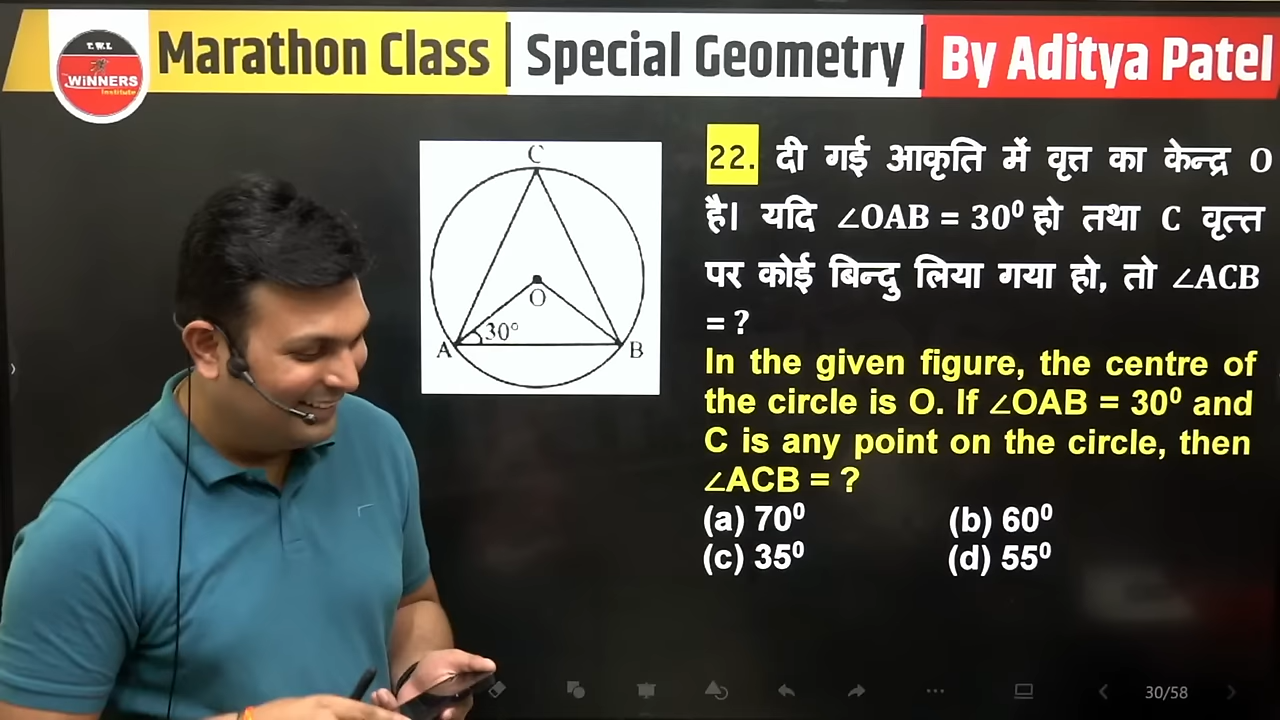 T.W.I.
WINNERS
Institute
Marathon Class | Special Geometry | By Aditya Patel
C
O
30°
A
B
22. दी गई आकृति में वृत्त का केन्द्र O
है। यदि ∠OAB = 30⁰ हो तथा C वृत्त
पर कोई बिन्दु लिया गया हो, तो ∠ACB
= ?
In the given figure, the centre of
the circle is O. If ∠OAB = 30⁰ and
C is any point on the circle, then
∠ACB = ?
(a) 70⁰ (b) 60⁰
(c) 35⁰ (d) 55⁰
30/58